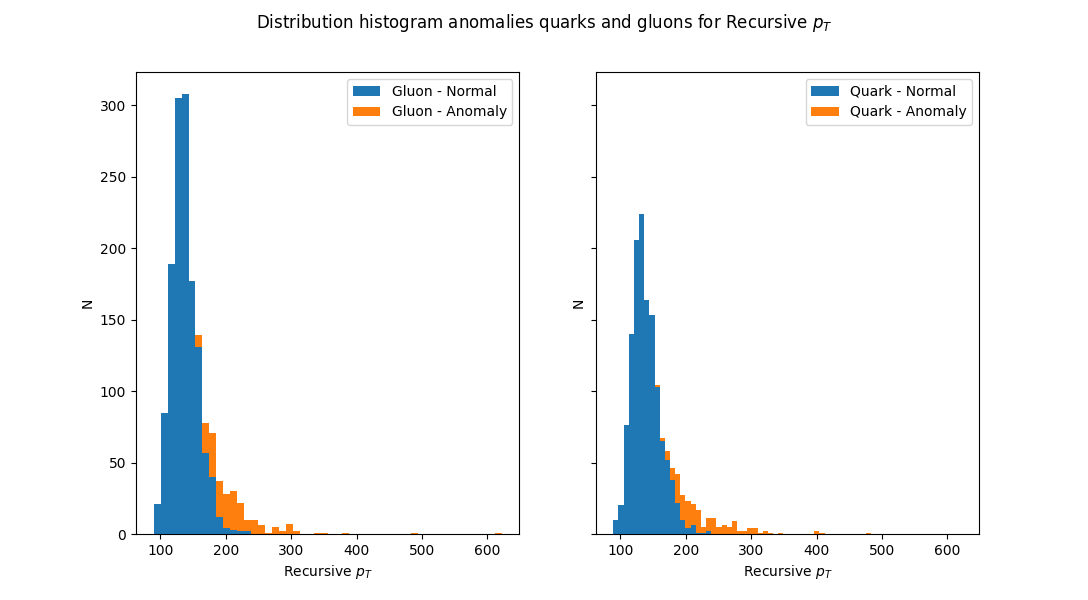 Distribution histogram anomalies quarks and gluons for Recursive p_T
Gluon - Normal
Gluon - Anomaly
300
250
200
150
100
50
0
N
100 200 300 400 500 600
Recursive p_T
Quark - Normal
Quark - Anomaly
N
100 200 300 400 500 600
Recursive p_T